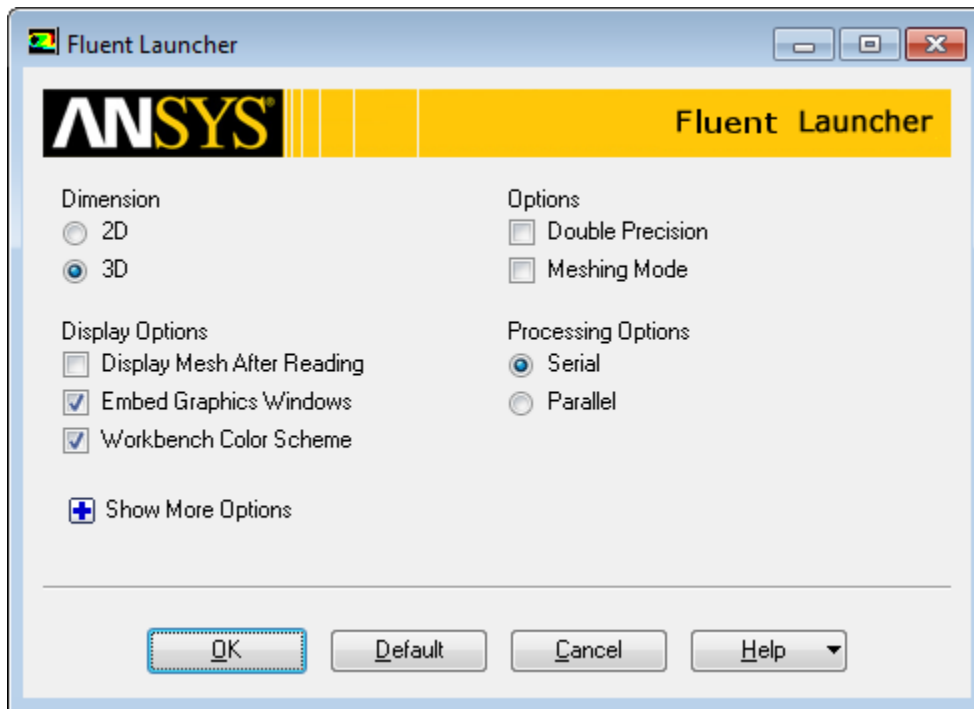 Fluent Launcher
ANSYS®
Fluent Launcher
Dimension
2D
3D
Options
Double Precision
Meshing Mode
Display Options
Display Mesh After Reading
Embed Graphics Windows
Workbench Color Scheme
Processing Options
Serial
Parallel
Show More Options
OK
Default
Cancel
Help